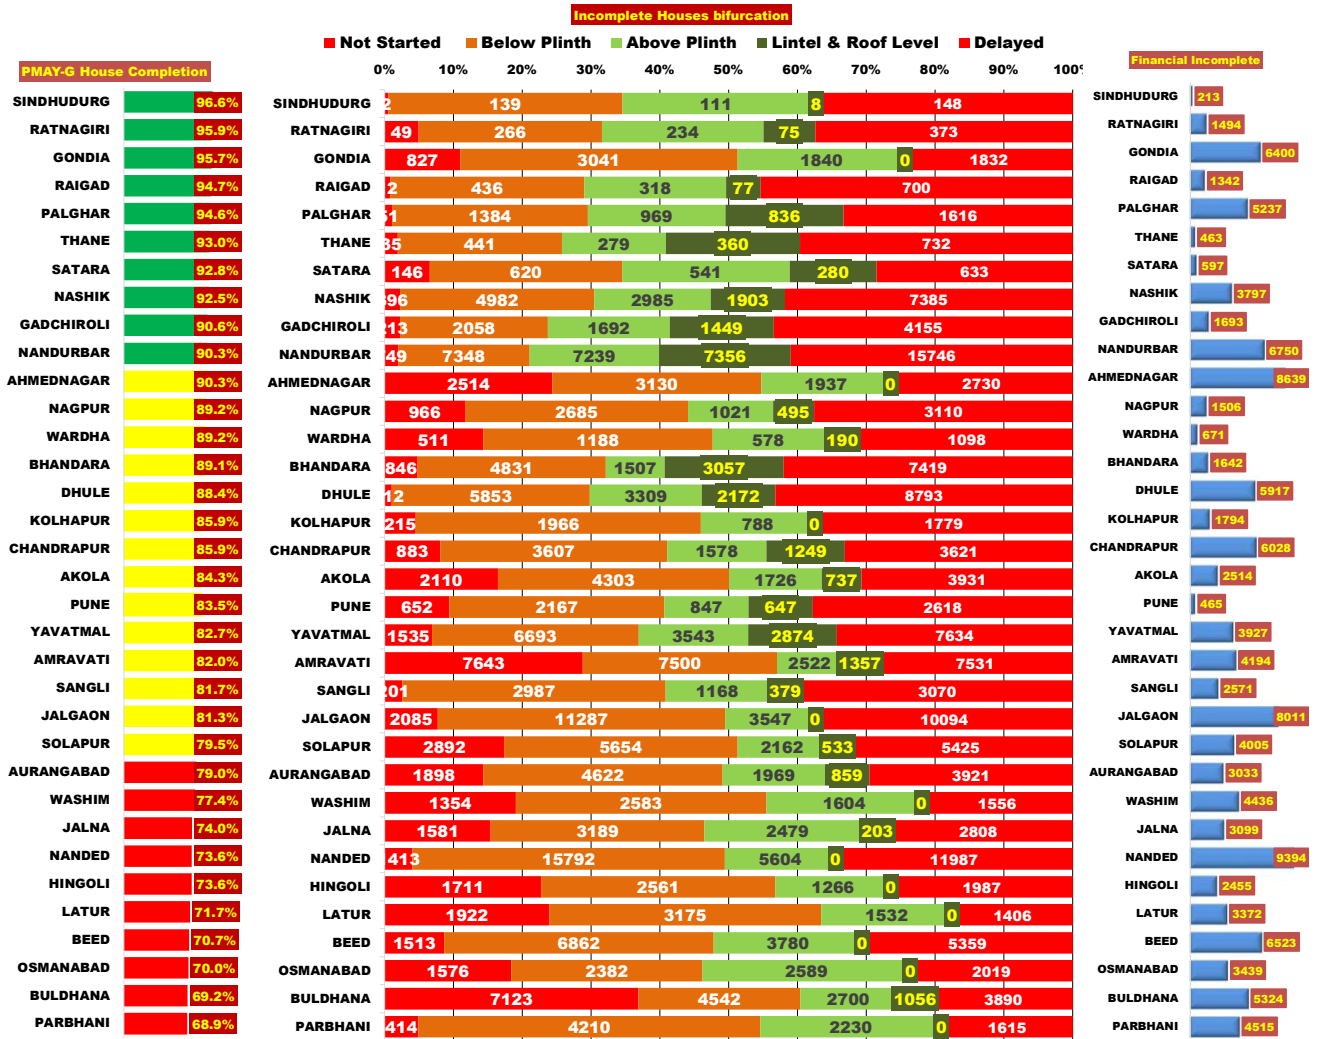 Incomplete Houses bifurcation
Not Started Below Plinth Above Plinth Lintel & Roof Level Delayed
PMAY-G House Completion
0% 10% 20% 30% 40% 50% 60% 70% 80% 90% 100%
Financial Incomplete
SINDHUDURG 96.6% SINDHUDURG 2 139 111 8 148 SINDHUDURG 213
RATNAGIRI 95.9% RATNAGIRI 49 266 234 75 373 RATNAGIRI 1494
GONDIA 95.7% GONDIA 827 3041 1840 0 1832 GONDIA 6400
RAIGAD 94.7% RAIGAD 2 436 318 77 700 RAIGAD 1342
PALGHAR 94.6% PALGHAR 1384 969 836 1616 PALGHAR 5237
THANE 93.0% THANE 35 441 279 360 732 THANE 463
SATARA 92.8% SATARA 146 620 541 280 633 SATARA 597
NASHIK 92.5% NASHIK 4982 2985 1903 7385 NASHIK 3797
GADCHIROLI 90.6% GADCHIROLI 213 2058 1692 1449 4155 GADCHIROLI 1693
NANDURBAR 90.3% NANDURBAR 49 7348 7239 7356 15746 NANDURBAR 6750
AHMEDNAGAR 90.3% AHMEDNAGAR 2514 3130 1937 0 2730 AHMEDNAGAR 8639
NAGPUR 89.2% NAGPUR 966 2685 1021 495 3110 NAGPUR 1506
WARDHA 89.2% WARDHA 511 1188 578 190 1098 WARDHA 671
BHANDARA 89.1% BHANDARA 846 4831 1507 3057 7419 BHANDARA 1642
DHULE 88.4% DHULE 12 5853 3309 2172 8793 DHULE 5917
KOLHAPUR 85.9% KOLHAPUR 215 1966 788 0 1779 KOLHAPUR 1794
CHANDRAPUR 85.9% CHANDRAPUR 883 3607 1578 1249 3621 CHANDRAPUR 6028
AKOLA 84.3% AKOLA 2110 4303 1726 737 3931 AKOLA 2514
PUNE 83.5% PUNE 652 2167 847 647 2618 PUNE 465
YAVATMAL 82.7% YAVATMAL 1535 6693 3543 2874 7634 YAVATMAL 3927
AMRAVATI 82.0% AMRAVATI 7643 7500 2522 1357 7531 AMRAVATI 4194
SANGLI 81.7% SANGLI 201 2987 1168 379 3070 SANGLI 2571
JALGAON 81.3% JALGAON 2085 11287 3547 0 10094 JALGAON 8011
SOLAPUR 79.5% SOLAPUR 2892 5654 2162 533 5425 SOLAPUR 4005
AURANGABAD 79.0% AURANGABAD 1898 4622 1969 859 3921 AURANGABAD 3033
WASHIM 77.4% WASHIM 1354 2583 1604 0 1556 WASHIM 4436
JALNA 74.0% JALNA 1581 3189 2479 203 2808 JALNA 3099
NANDED 73.6% NANDED 413 15792 5604 0 11987 NANDED 9394
HINGOLI 73.6% HINGOLI 1711 2561 1266 0 1987 HINGOLI 2455
LATUR 71.7% LATUR 1922 3175 1532 0 1406 LATUR 3372
BEED 70.7% BEED 1513 6862 3780 0 5359 BEED 6523
OSMANABAD 70.0% OSMANABAD 1576 2382 2589 0 2019 OSMANABAD 3439
BULDHANA 69.2% BULDHANA 7123 4542 2700 1056 3890 BULDHANA 5324
PARBHANI 68.9% PARBHANI 414 4210 2230 0 1615 PARBHANI 4515